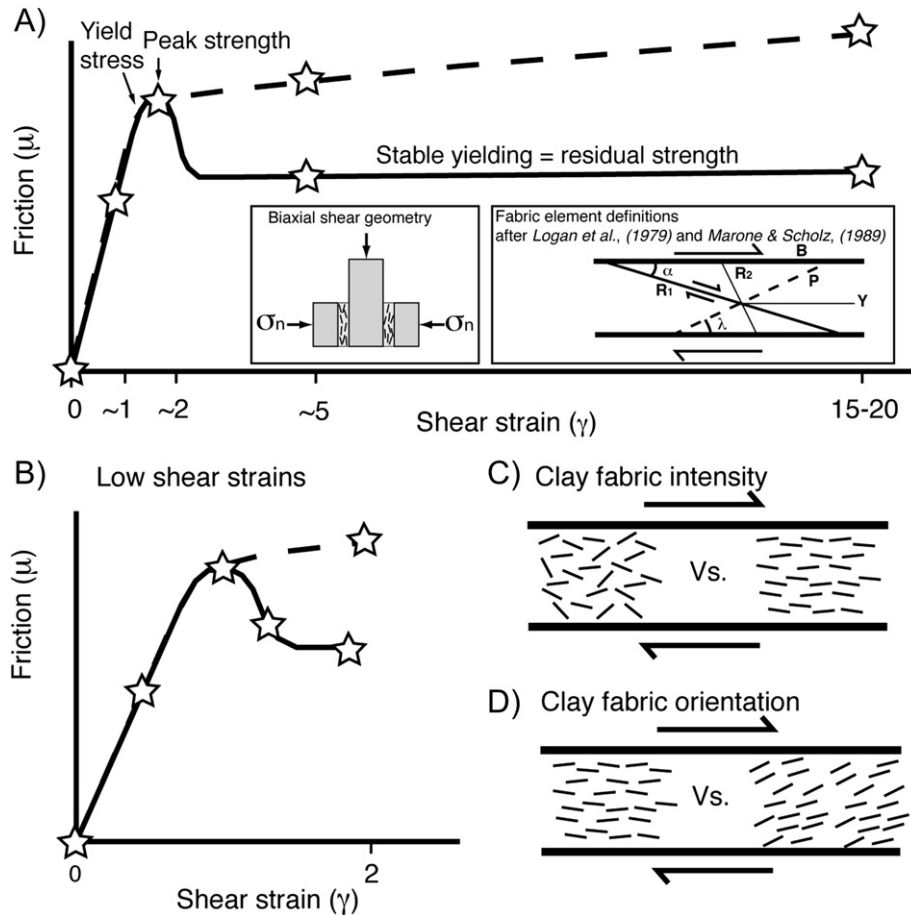 A)
Yield
stress
Peak strength
Friction (μ)
Stable yielding = residual strength
Biaxial shear geometry
σn
σn
Fabric element definitions
after Logan et al., (1979) and Marone & Scholz, (1989)
B
α
R2
P
R1
Y
λ
0
~1
~2
~5
15-20
Shear strain (γ)
B)
Low shear strains
Friction (μ)
0
2
Shear strain (γ)
C)
Clay fabric intensity
Vs.
D)
Clay fabric orientation
Vs.